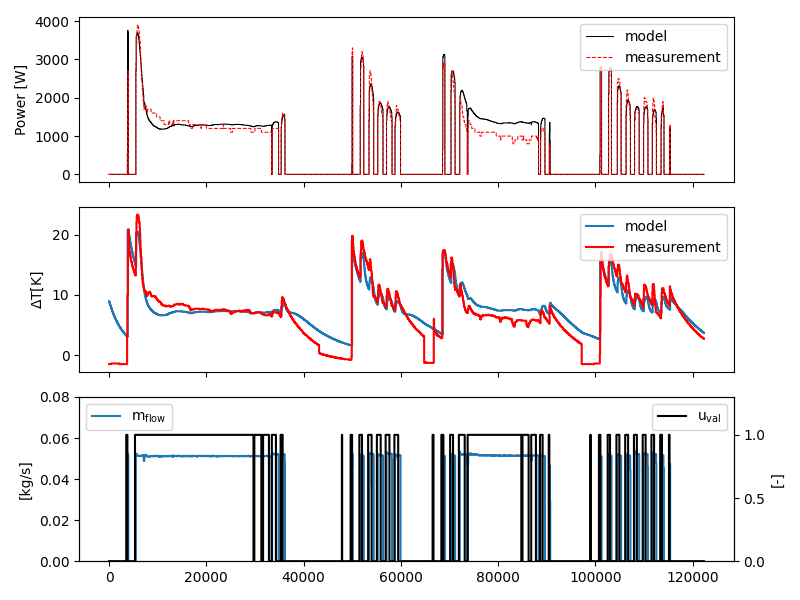 4000
3000
2000
1000
0
Power [W]
model
measurement
20
10
0
ΔT[K]
model
measurement
0.08
0.06
0.04
0.02
0.00
[kg/s]
m_flow
u_val
1.0
0.5
0.0
[-]
0 20000 40000 60000 80000 100000 120000